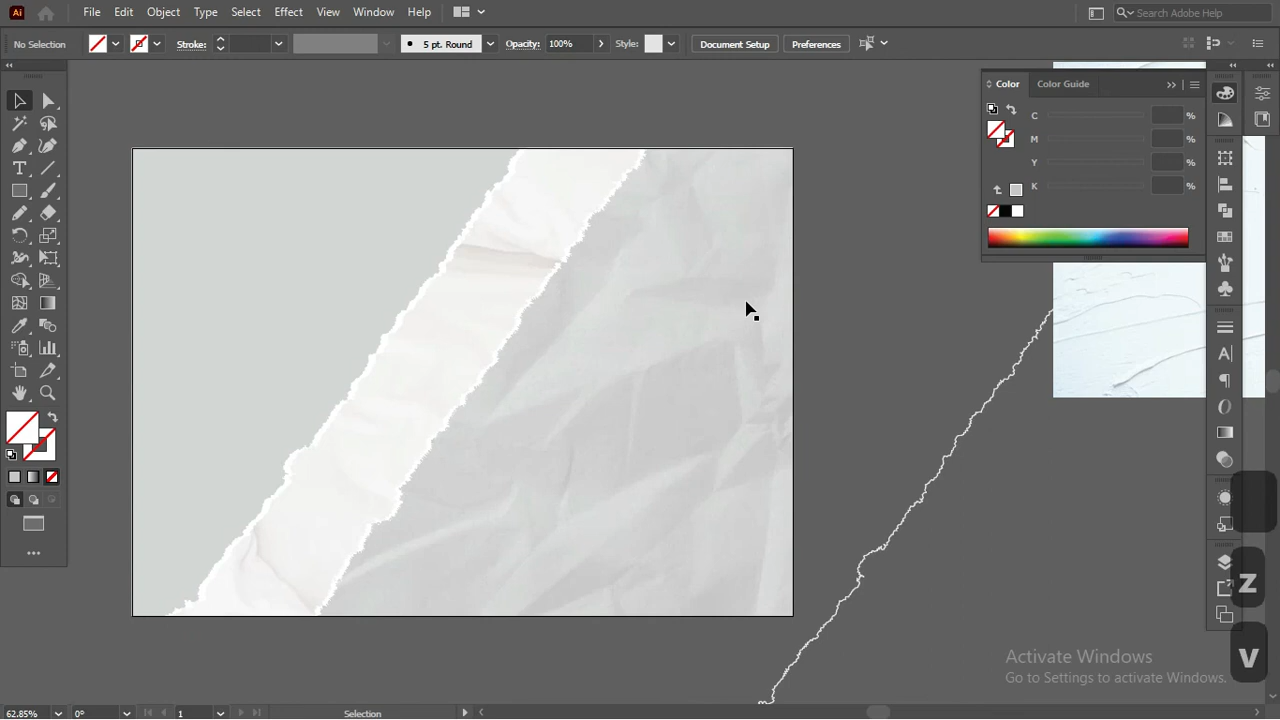 Ai File Edit Object Type Select Effect View Window Help Search Adobe Help
No Selection Stroke: 5 pt. Round Opacity: 100% Style: Document Setup Preferences
Color Color Guide
C %
M %
Y %
K %
Z
Activate Windows
Go to Settings to activate Windows.
V
62.85% 0° 1 Selection